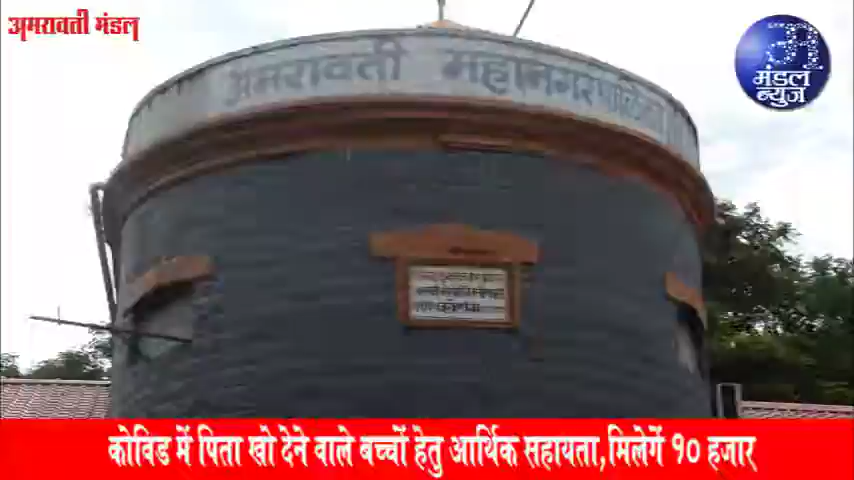 अमरावती मंडल
मंडल
न्यूज
अमरावती महानगरपालिका
कोविड में पिता खो देने वाले बच्चों हेतु आर्थिक सहायता,मिलेगें १० हजार